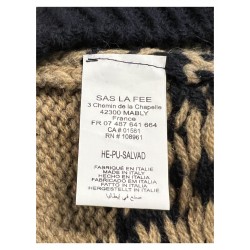 SAS LA FEE
3 Chemin de la Chapelle
42300 MABLY
France
FR 07 487 641 664
CA # 01561
RN # 108961
HE-PU-SALVAD
FABRIQUÉ EN ITALIE
MADE IN ITALY
HECHO EN ITALIA
FABRICADO EM ITALIA
FATTO IN ITALIA
HERGESTELLT IN ITALIEN
صنع في إيطاليا